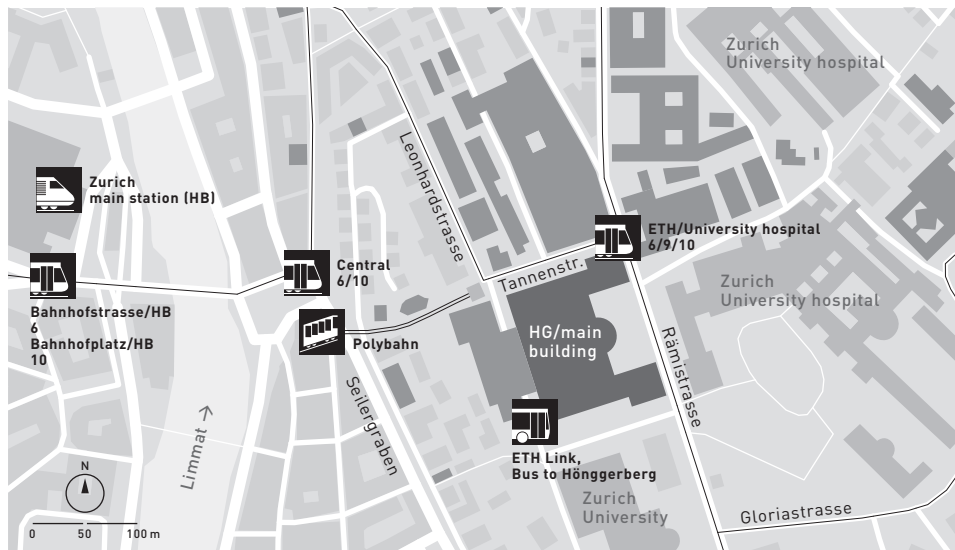 Zurich
University hospital
Leonhardstrasse
Zurich
main station (HB)
ETH/University hospital
6/9/10
Central
6/10
Tannenstr.
Zurich
University hospital
Bahnhofstrasse/HB
6
Bahnhofplatz/HB
10
Polybahn
HG/main
building
Rämistrasse
Seilergraben
Limmat →
ETH Link,
Bus to Hönggerberg
N
Zurich
University
Gloriastrasse
0 50 100 m